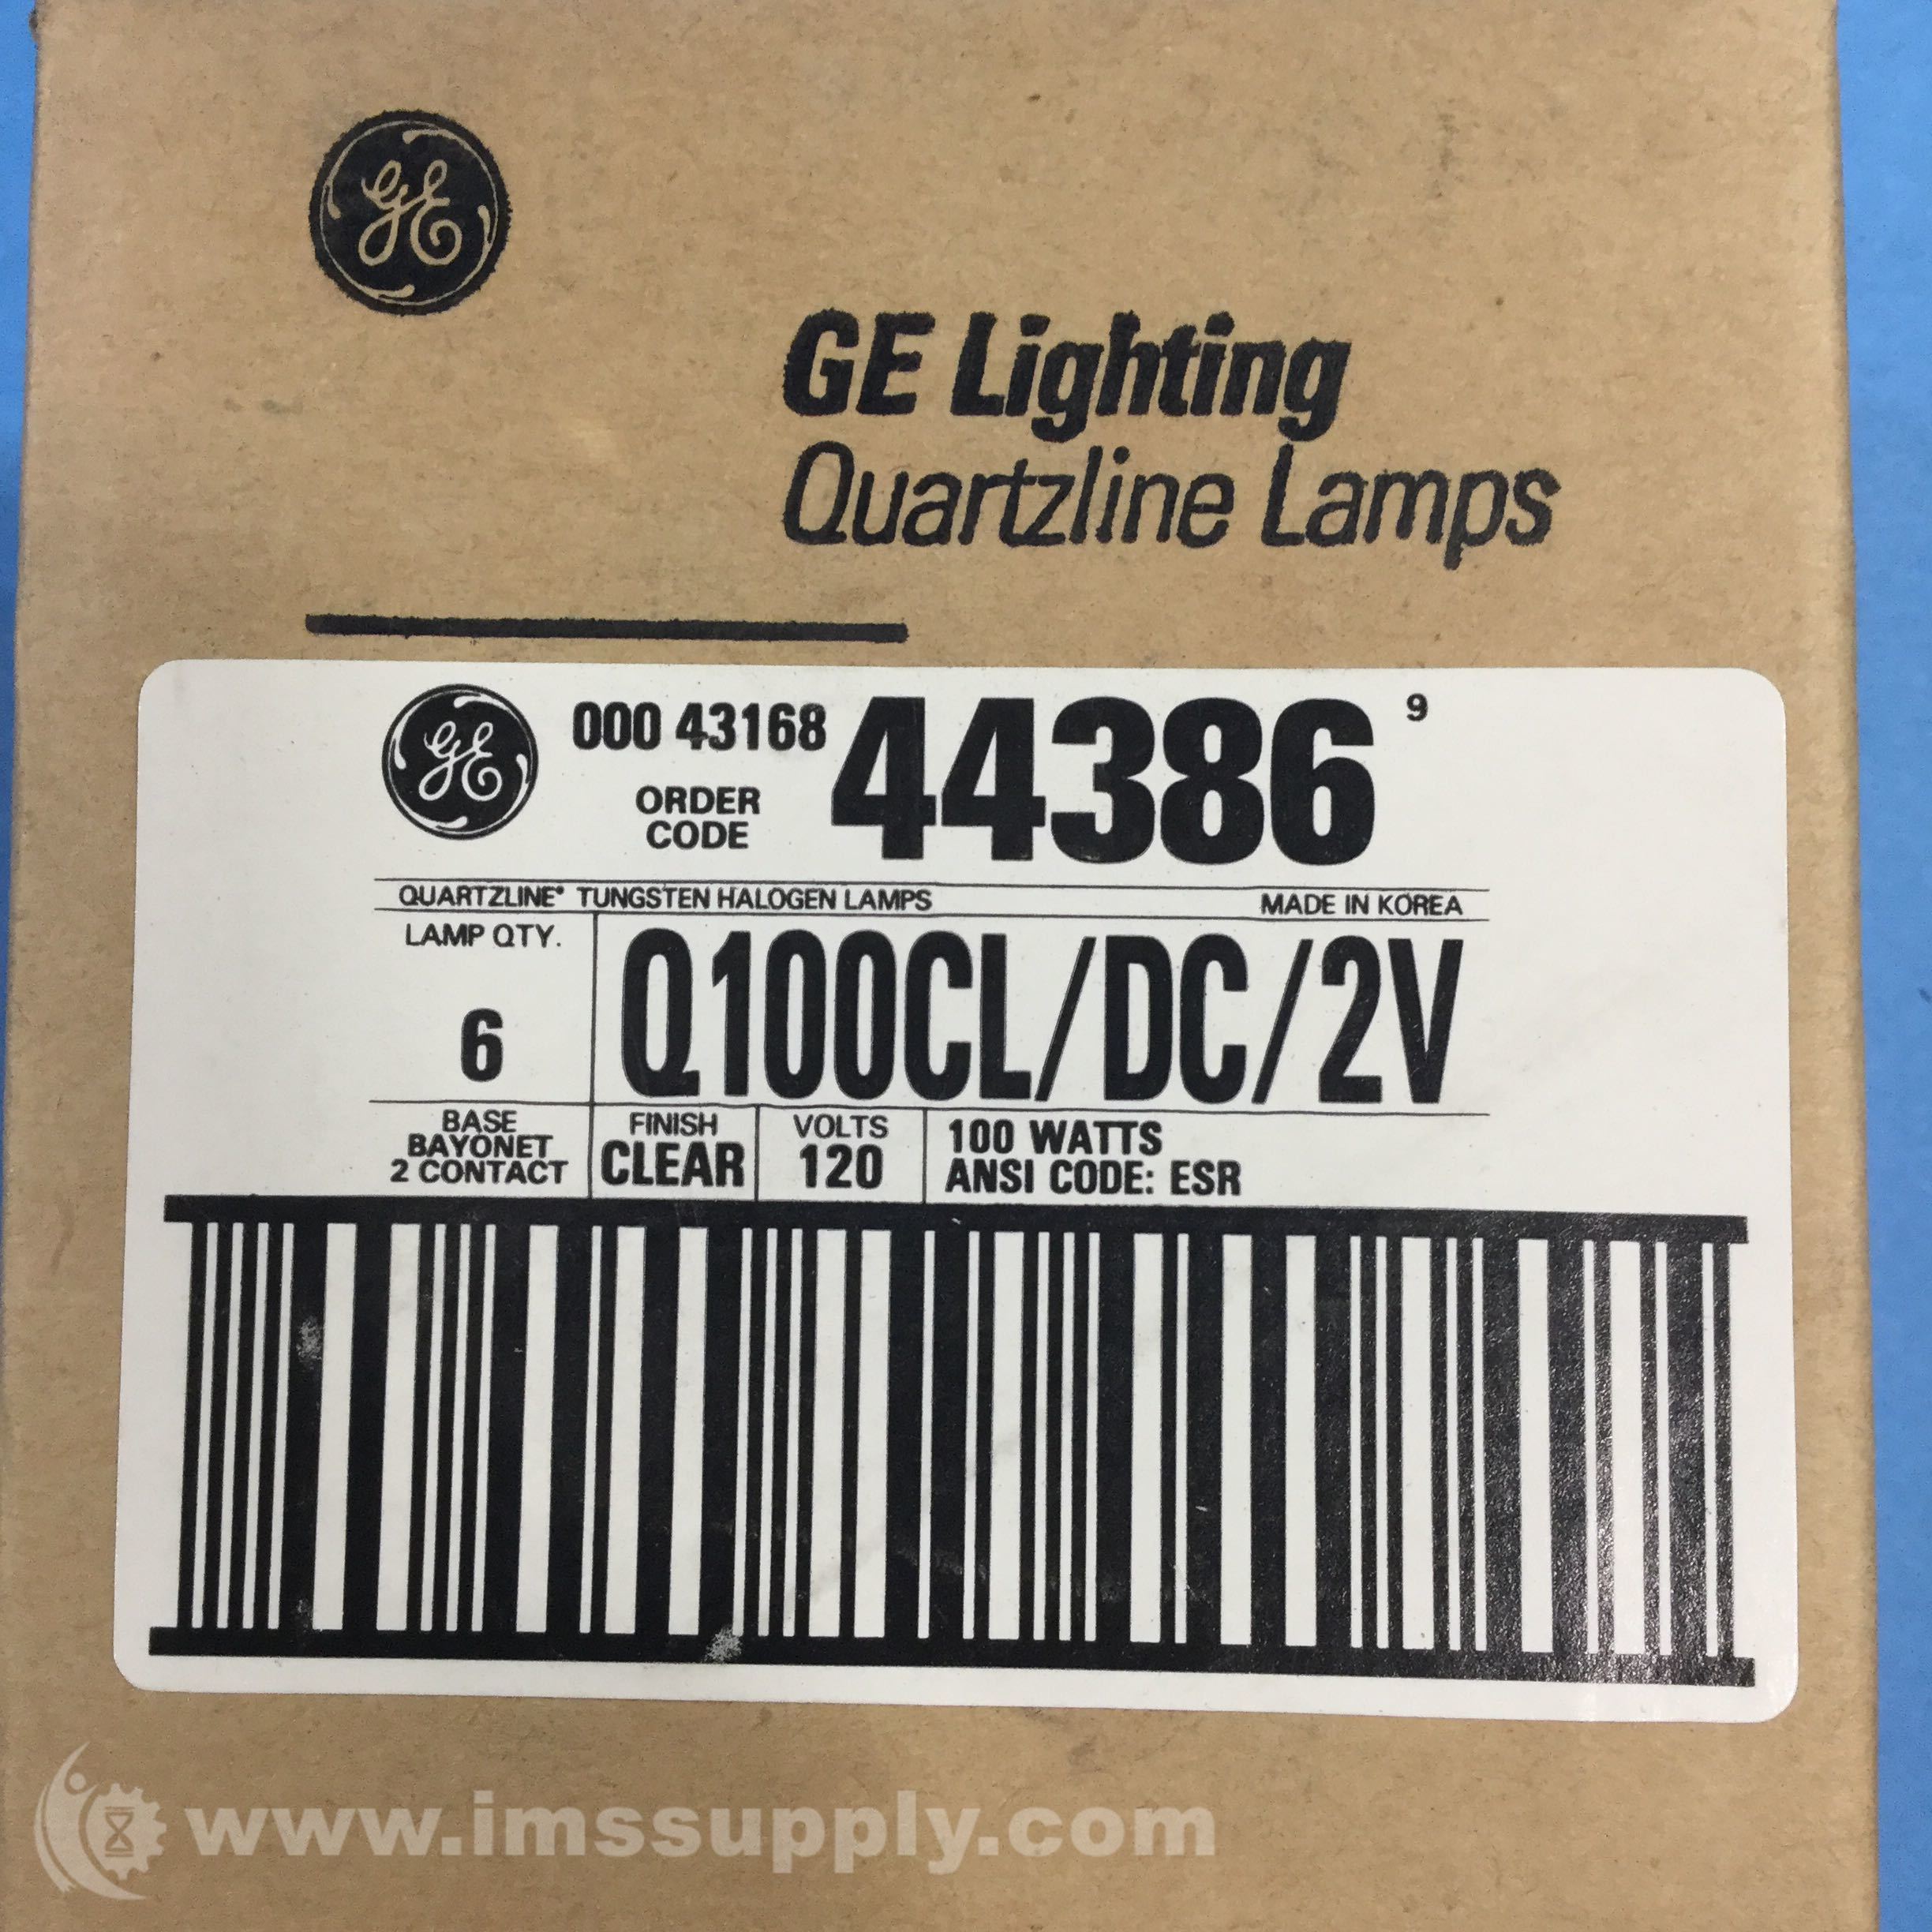 GE
GE Lighting
Quartzline Lamps
GE
000 43168 44386 9
ORDER
CODE
QUARTZLINE® TUNGSTEN HALOGEN LAMPS MADE IN KOREA
LAMP QTY.
6
Q100CL/DC/2V
BASE
BAYONET
2 CONTACT
FINISH
CLEAR
VOLTS
120
100 WATTS
ANSI CODE: ESR
www.imssupply.com